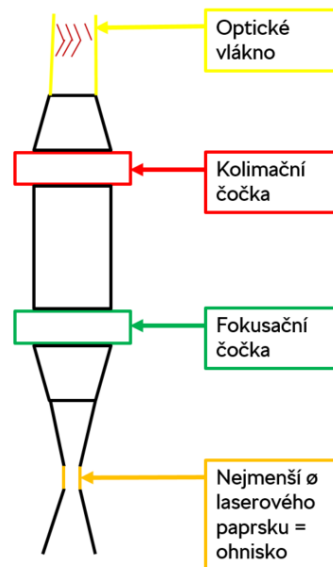 Optické
vlákno
Kolimační
čočka
Fokusační
čočka
Nejmenší ø
laserového
paprsku =
ohnisko